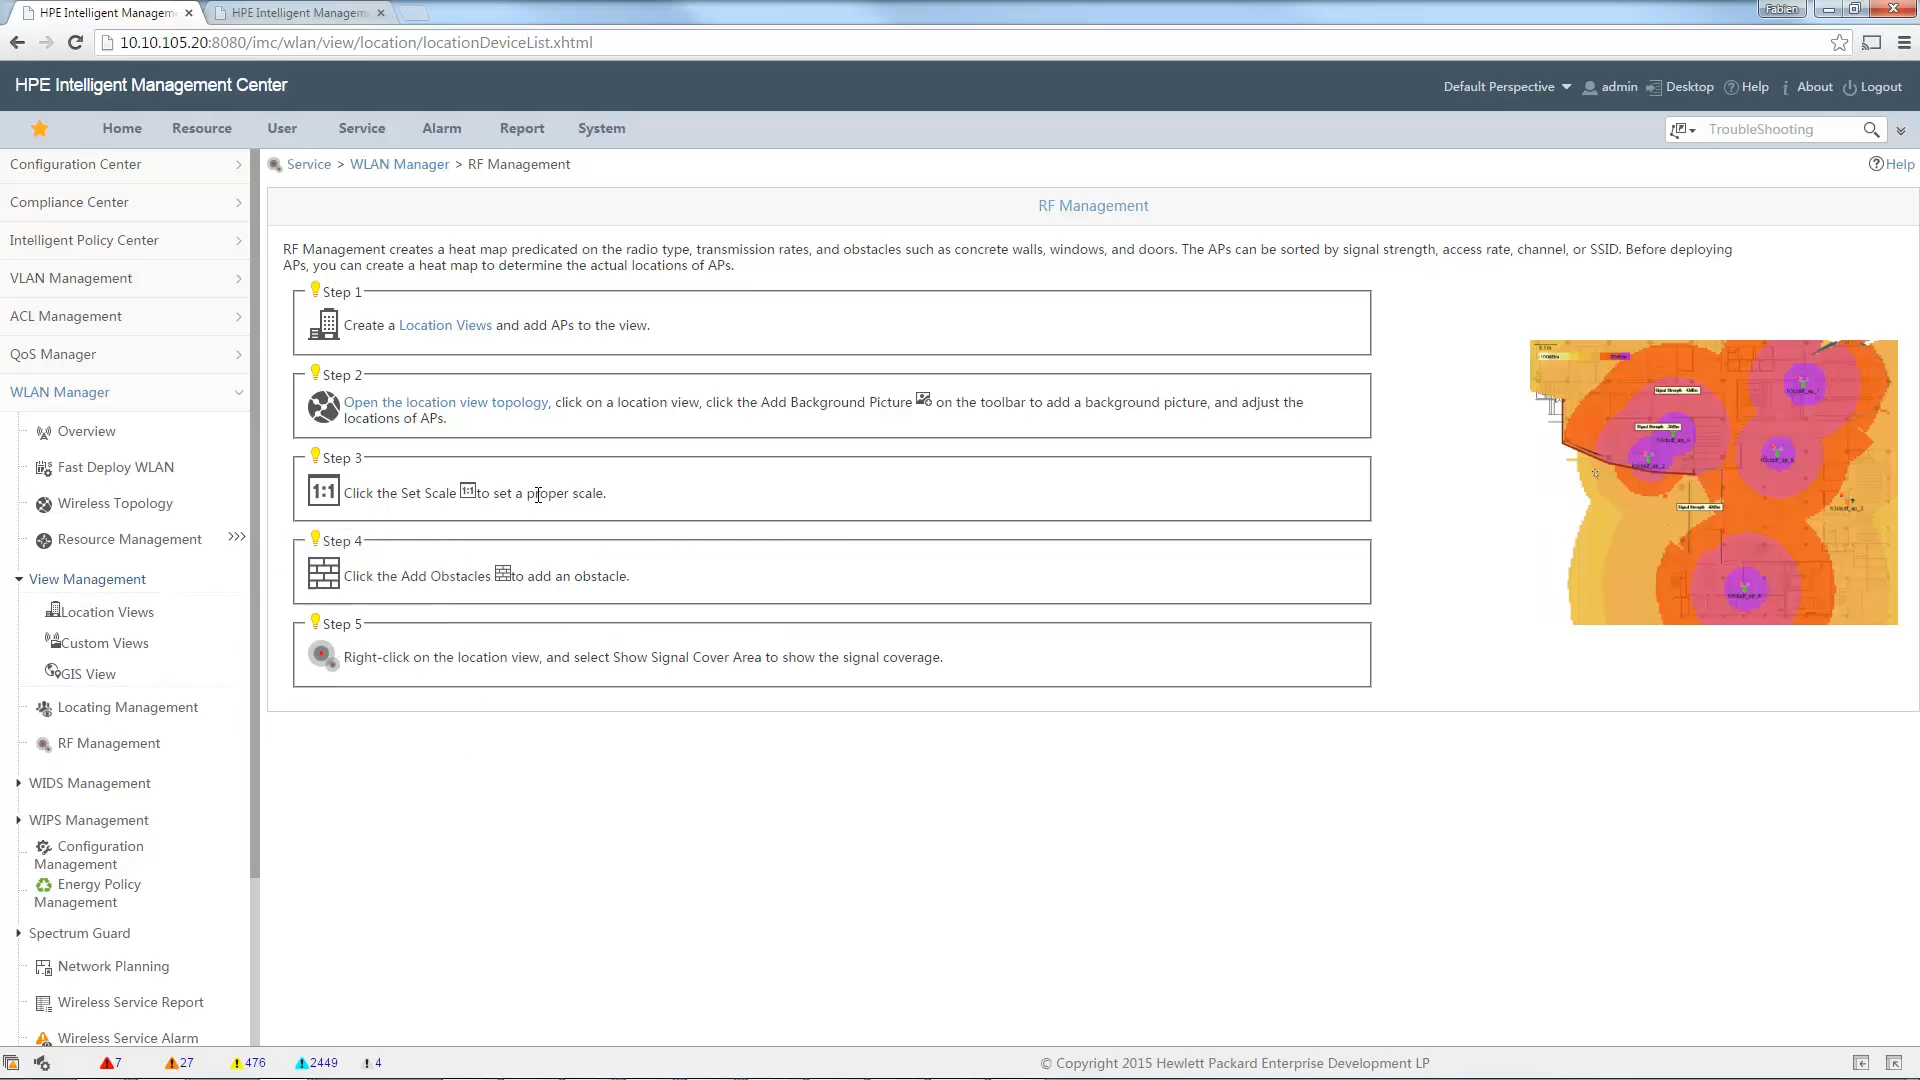 HPE Intelligent Managem
HPE Intelligent Managem
Fabien
10.10.105.20:8080/imc/wlan/view/location/locationDeviceList.xhtml
HPE Intelligent Management Center
Default Perspective
admin
Desktop
Help
About
Logout
Home
Resource
User
Service
Alarm
Report
System
TroubleShooting
Configuration Center
Compliance Center
Intelligent Policy Center
VLAN Management
ACL Management
QoS Manager
WLAN Manager
Overview
Fast Deploy WLAN
Wireless Topology
Resource Management
View Management
Location Views
Custom Views
GIS View
Locating Management
RF Management
WIDS Management
WIPS Management
Configuration
Management
Energy Policy
Management
Spectrum Guard
Network Planning
Wireless Service Report
Wireless Service Alarm
Service > WLAN Manager > RF Management
Help
RF Management
RF Management creates a heat map predicated on the radio type, transmission rates, and obstacles such as concrete walls, windows, and doors. The APs can be sorted by signal strength, access rate, channel, or SSID. Before deploying
APs, you can create a heat map to determine the actual locations of APs.
Step 1
Create a Location Views and add APs to the view.
Step 2
Open the location view topology, click on a location view, click the Add Background Picture on the toolbar to add a background picture, and adjust the
locations of APs.
Step 3
1:1 Click the Set Scale 1:1 to set a proper scale.
Step 4
Click the Add Obstacles to add an obstacle.
Step 5
Right-click on the location view, and select Show Signal Cover Area to show the signal coverage.
7
27
476
2449
4
© Copyright 2015 Hewlett Packard Enterprise Development LP